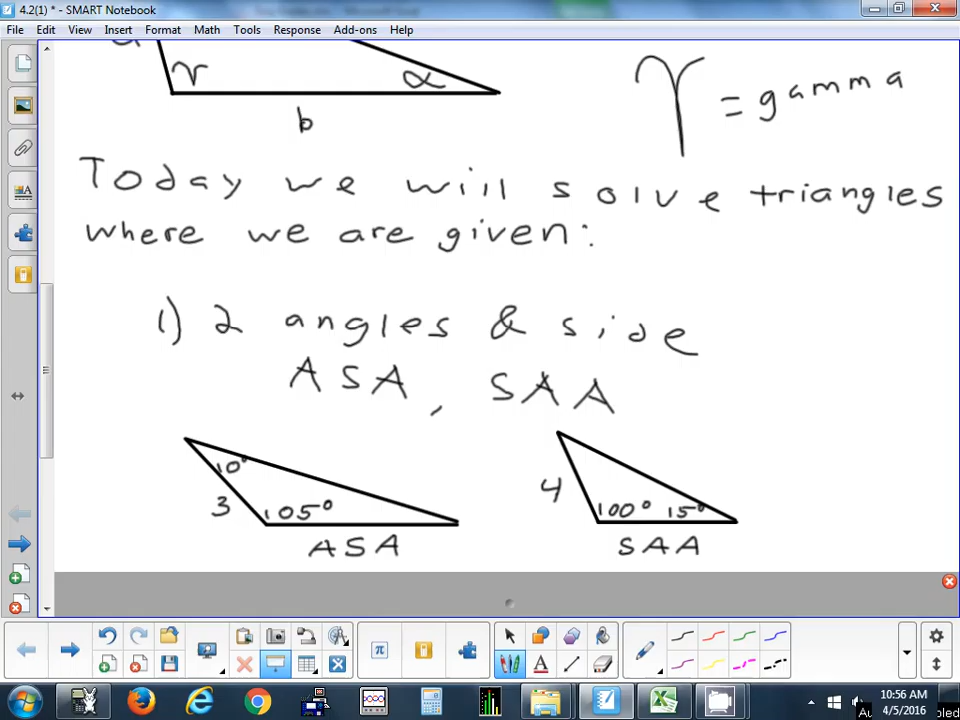 4.2(1) * - SMART Notebook
File Edit View Insert Format Math Tools Response Add-ons Help
γ α
b
γ = gamma
Today we will solve triangles
where we are given:
1) 2 angles & side
ASA, SAA
10°
3 105°
ASA
4 100° 15°
SAA
10:56 AM
4/5/2016